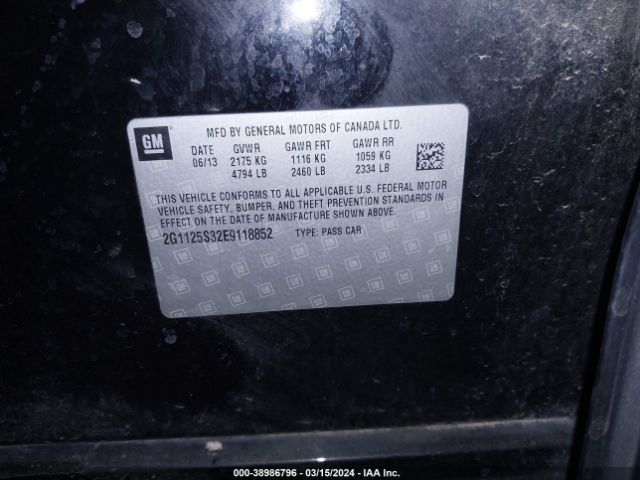 GM
MFD BY GENERAL MOTORS OF CANADA LTD.
DATE GVWR GAWR FRT GAWR RR
06/13 2175 KG 1116 KG 1059 KG
4794 LB 2460 LB 2334 LB
THIS VEHICLE CONFORMS TO ALL APPLICABLE U.S. FEDERAL MOTOR
VEHICLE SAFETY, BUMPER, AND THEFT PREVENTION STANDARDS IN
EFFECT ON THE DATE OF MANUFACTURE SHOWN ABOVE.
2G1125S32E9118852 TYPE: PASS CAR
000-38986796 - 03/15/2024 - IAA Inc.